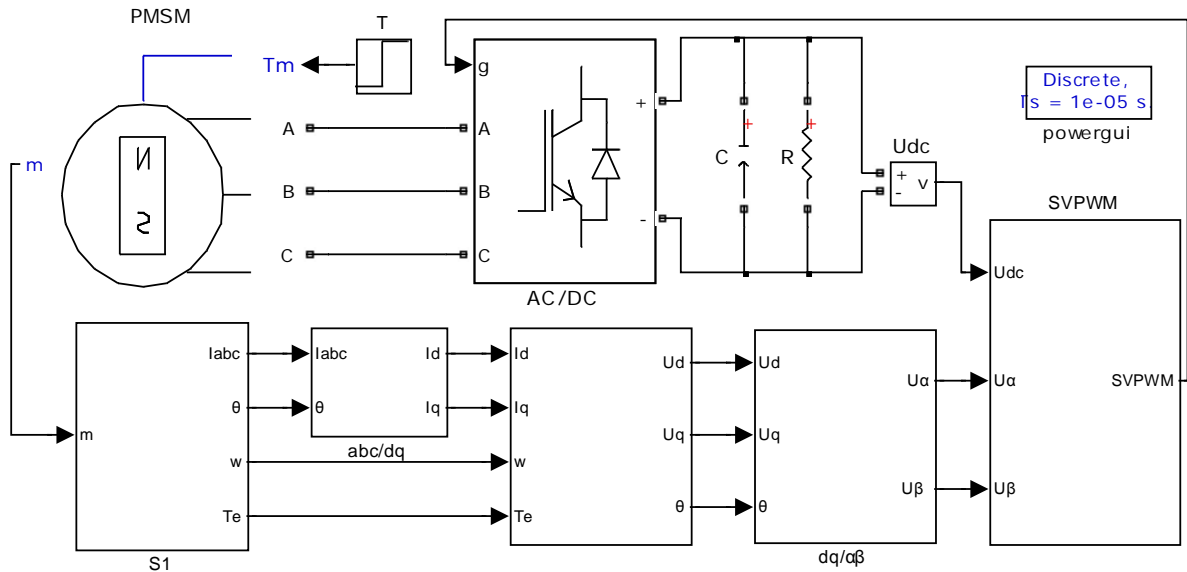 PMSM
T
Tm
g
Discrete,
Ts = 1e-05 s.
powergui
+
A
A
C
+
R
+
Udc
+
-
v
m
N
S
B
B
SVPWM
-
C
C
AC/DC
Udc
Iabc
θ
w
Te
m
S1
Iabc
θ
Id
Iq
abc/dq
Id
Iq
w
Te
Ud
Uq
θ
Ud
Uq
θ
Uα
Uβ
dq/αβ
Uα
Uβ
SVPWM